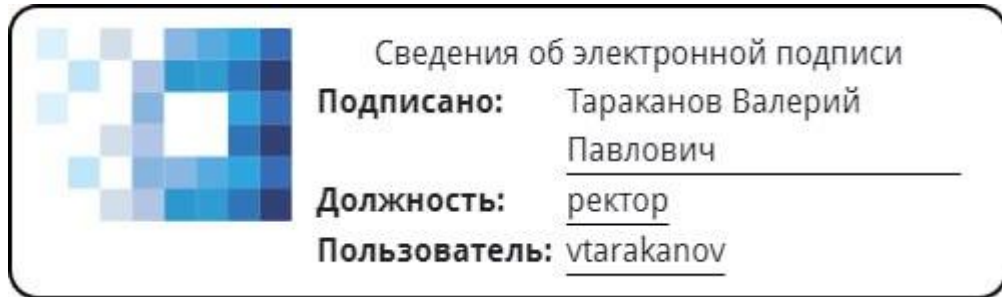 Сведения об электронной подписи
Подписано: Тараканов Валерий
Павлович
Должность: ректор
Пользователь: vtarakanov